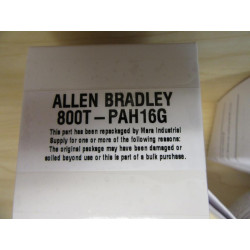 ALLEN BRADLEY
800T-PAH16G
This part has been repackaged by Mara Industrial
Supply for one or more of the following reasons:
The original package may have been damaged or
soiled beyond use or this is part of a bulk purchase.